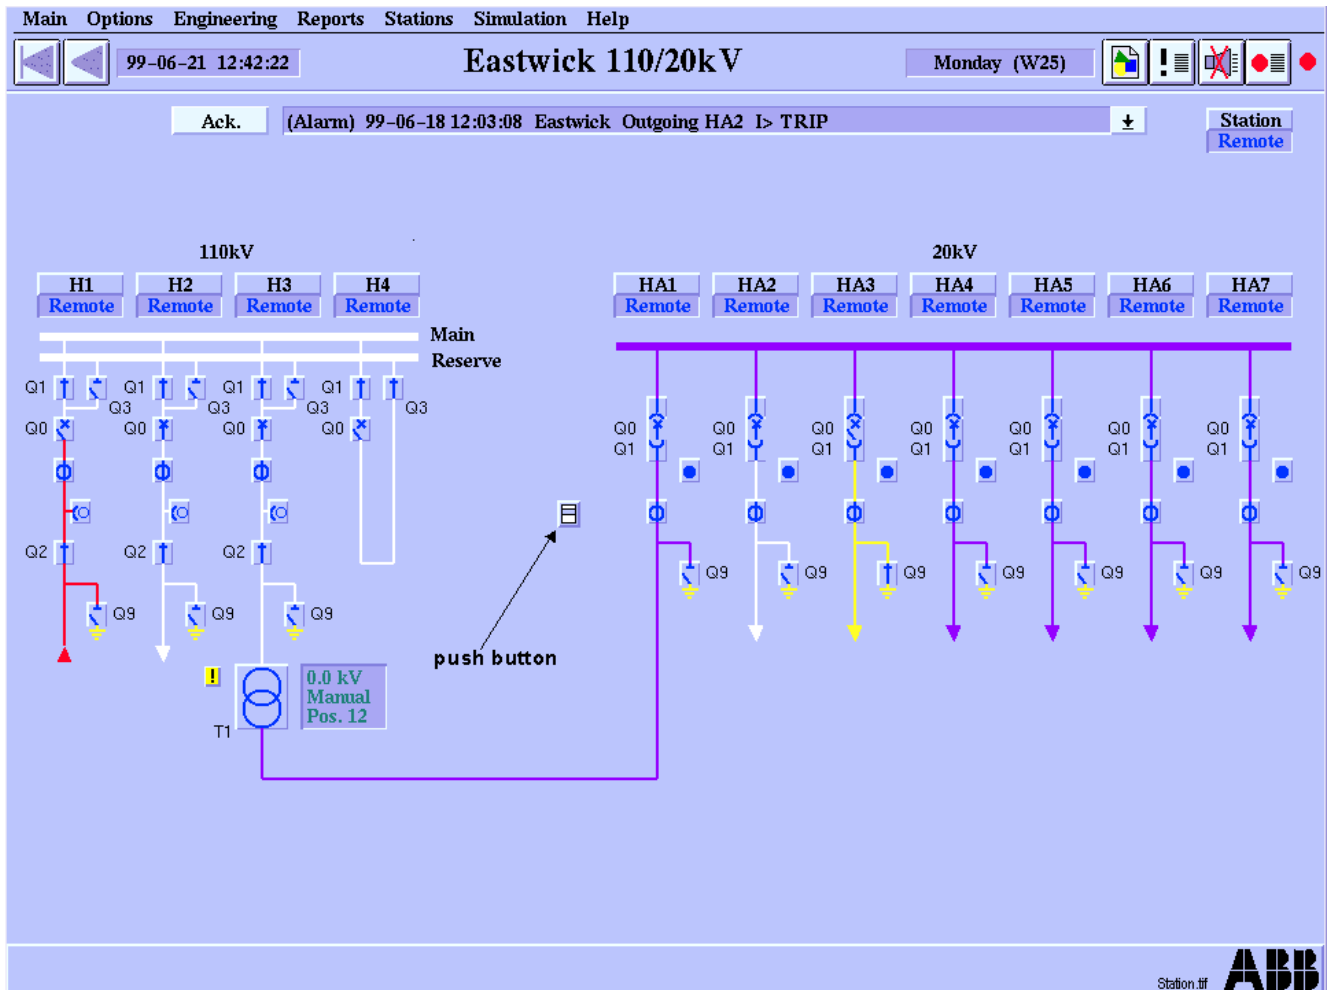 Main Options Engineering Reports Stations Simulation Help
99-06-21 12:42:22 Eastwick 110/20kV Monday (W25)
Ack. (Alarm) 99-06-18 12:03:08 Eastwick Outgoing HA2 I> TRIP Station
Remote
110kV 20kV
H1 H2 H3 H4 HA1 HA2 HA3 HA4 HA5 HA6 HA7
Remote Remote Remote Remote Remote Remote Remote Remote Remote Remote Remote
Main
Reserve
Q1 Q1 Q1 Q1
Q3 Q3 Q3 Q3
Q0 Q0 Q0 Q0 Q0 Q0 Q0 Q0 Q0 Q0 Q0
Q1 Q1 Q1 Q1 Q1 Q1 Q1
Q2 Q2 Q2
Q9 Q9 Q9 Q9 Q9 Q9 Q9
Q9 Q9 Q9
push button
! 0.0 kV
Manual
Pos. 12
T1
Station.tif ABB